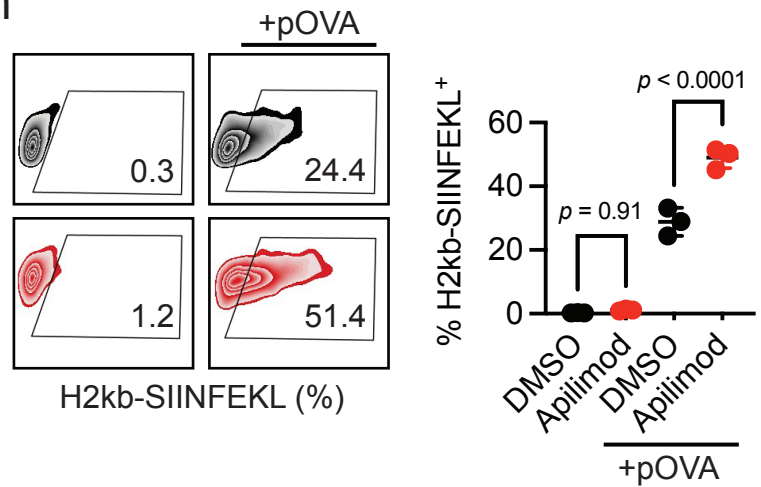 +pOVA
0.3
24.4
1.2
51.4
H2kb-SIINFEKL (%)
% H2kb-SIINFEKL+
60
40
20
0
p = 0.91
p < 0.0001
DMSO
Apilimod
DMSO
Apilimod
+pOVA